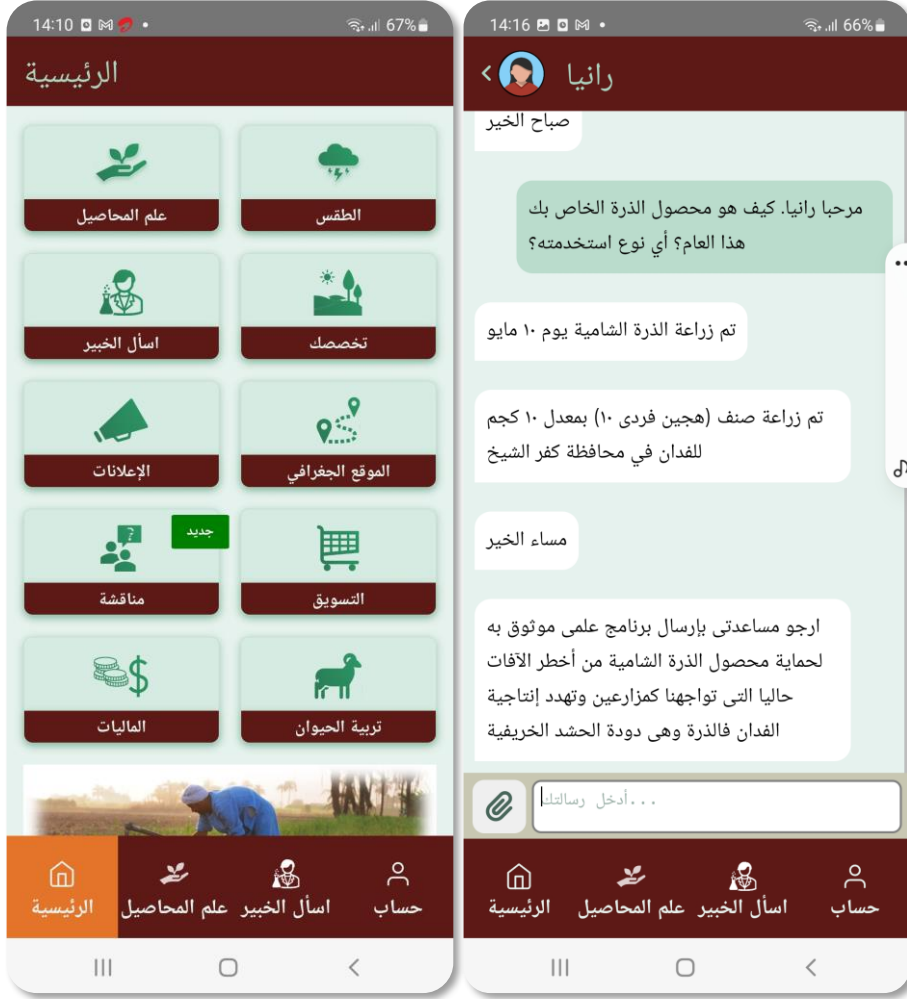 14:10
67%
الرئيسية
الطقس
علم المحاصيل
تخصصك
اسأل الخبير
الموقع الجغرافي
الإعلانات
جديد
التسويق
مناقشة
تربية الحيوان
الماليات
حساب
اسأل الخبير
علم المحاصيل
الرئيسية
14:16
66%
رانيا
صباح الخير
مرحبا رانيا. كيف هو محصول الذرة الخاص بك
هذا العام؟ أي نوع استخدمته؟
تم زراعة الذرة الشامية يوم ١٠ مايو
تم زراعة صنف (هجين فردى ١٠) بمعدل ١٠ كجم
للفدان في محافظة كفر الشيخ
مساء الخير
ارجو مساعدتى بإرسال برنامج علمى موثوق به
لحماية محصول الذرة الشامية من أخطر الآفات
حاليا التى تواجهنا كمزارعين وتهدد إنتاجية
الفدان فالذرة وهى دودة الحشد الخريفية
أدخل رسالتك...
حساب
اسأل الخبير
علم المحاصيل
الرئيسية